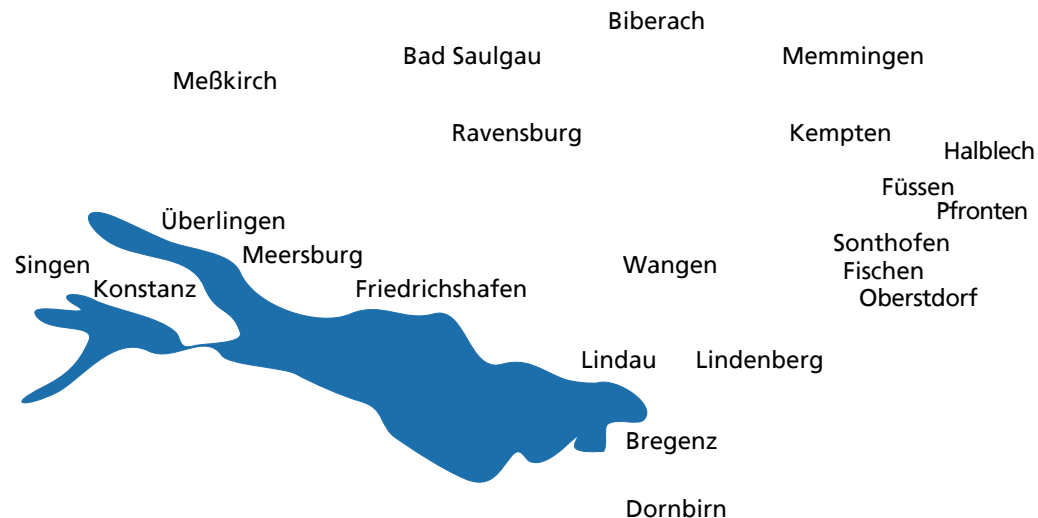 Biberach
Bad Saulgau
Memmingen
Meßkirch
Ravensburg
Kempten
Halblech
Füssen
Pfronten
Überlingen
Sonthofen
Meersburg
Singen
Wangen
Fischen
Konstanz
Friedrichshafen
Oberstdorf
Lindau
Lindenberg
Bregenz
Dornbirn